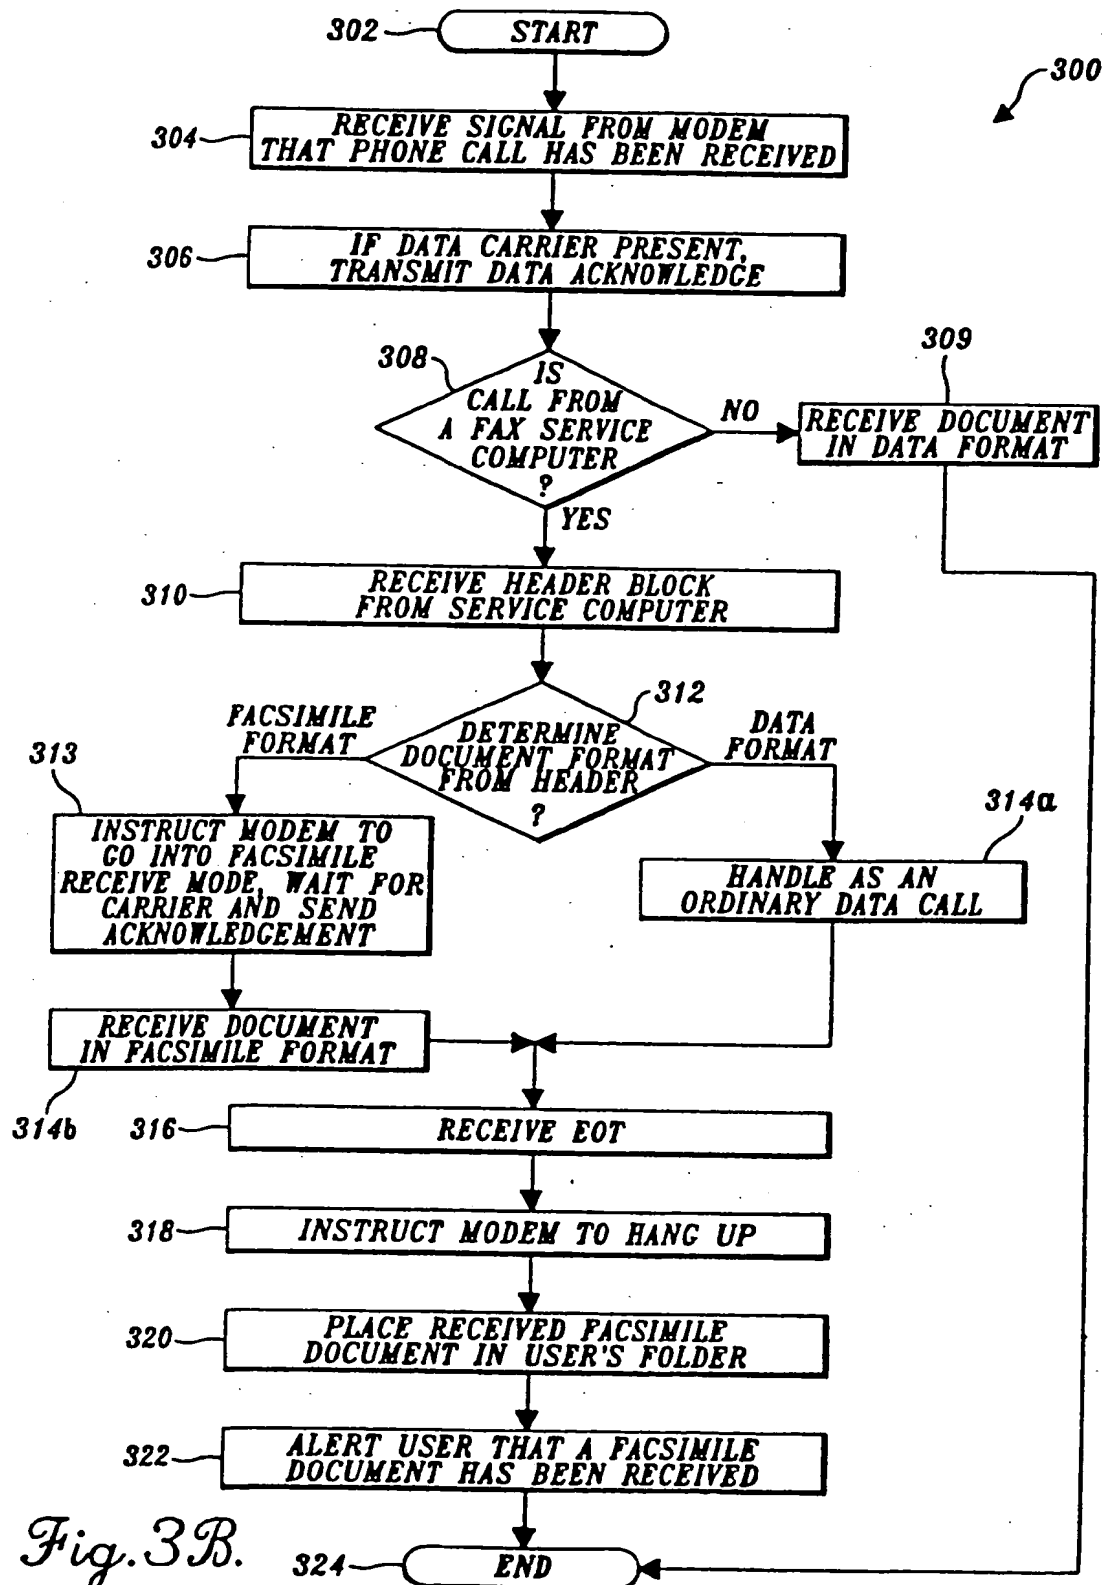 302
START
300
304
RECEIVE SIGNAL FROM MODEM
THAT PHONE CALL HAS BEEN RECEIVED
306
IF DATA CARRIER PRESENT,
TRANSMIT DATA ACKNOWLEDGE
308
IS
CALL FROM
A FAX SERVICE
COMPUTER
?
NO
309
RECEIVE DOCUMENT
IN DATA FORMAT
YES
310
RECEIVE HEADER BLOCK
FROM SERVICE COMPUTER
312
DETERMINE
DOCUMENT FORMAT
FROM HEADER
?
FACSIMILE
FORMAT
DATA
FORMAT
313
INSTRUCT MODEM TO
GO INTO FACSIMILE
RECEIVE MODE, WAIT FOR
CARRIER AND SEND
ACKNOWLEDGEMENT
314a
HANDLE AS AN
ORDINARY DATA CALL
RECEIVE DOCUMENT
IN FACSIMILE FORMAT
314b
316
RECEIVE EOT
318
INSTRUCT MODEM TO HANG UP
320
PLACE RECEIVED FACSIMILE
DOCUMENT IN USER'S FOLDER
322
ALERT USER THAT A FACSIMILE
DOCUMENT HAS BEEN RECEIVED
Fig. 3B.
324
END